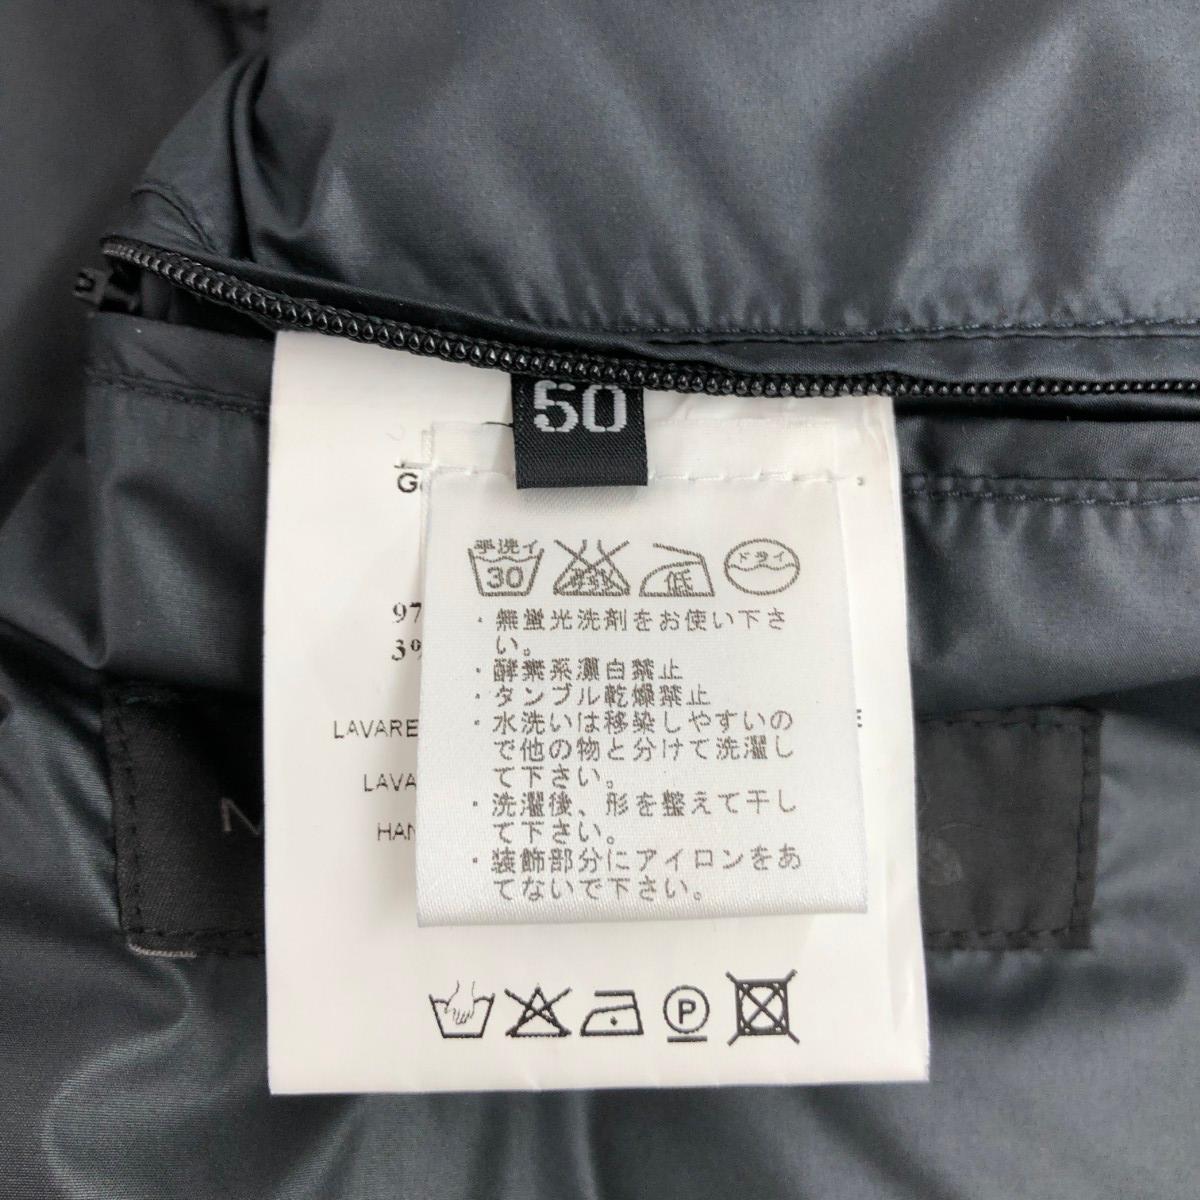 50
手洗イ
30
低
ドライ
・無蛍光洗剤をお使い下さ
い。
・酵素系漂白禁止
・タンブル乾燥禁止
・水洗いは移染しやすいの
で他の物と分けて洗濯し
て下さい。
・洗濯後、形を整えて干し
て下さい。
・装飾部分にアイロンをあ
てないで下さい。
97
LAVARE
LAVA
HAN
P